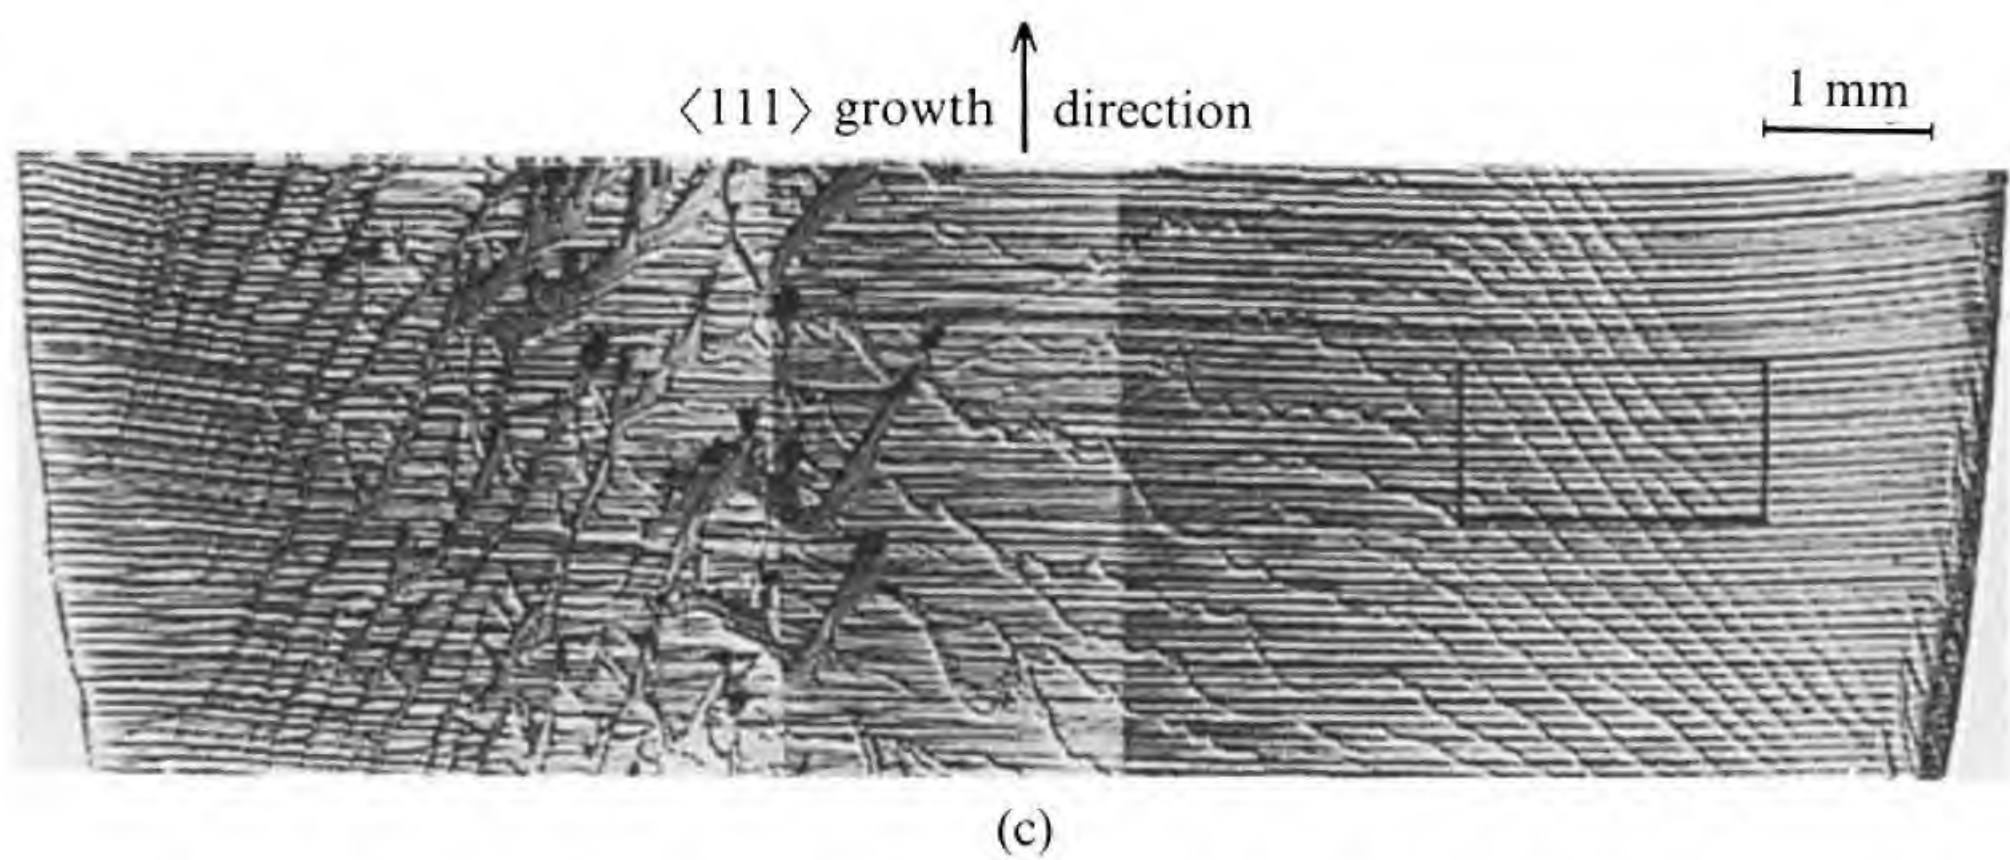 ⟨111⟩ growth direction
1 mm
(c)